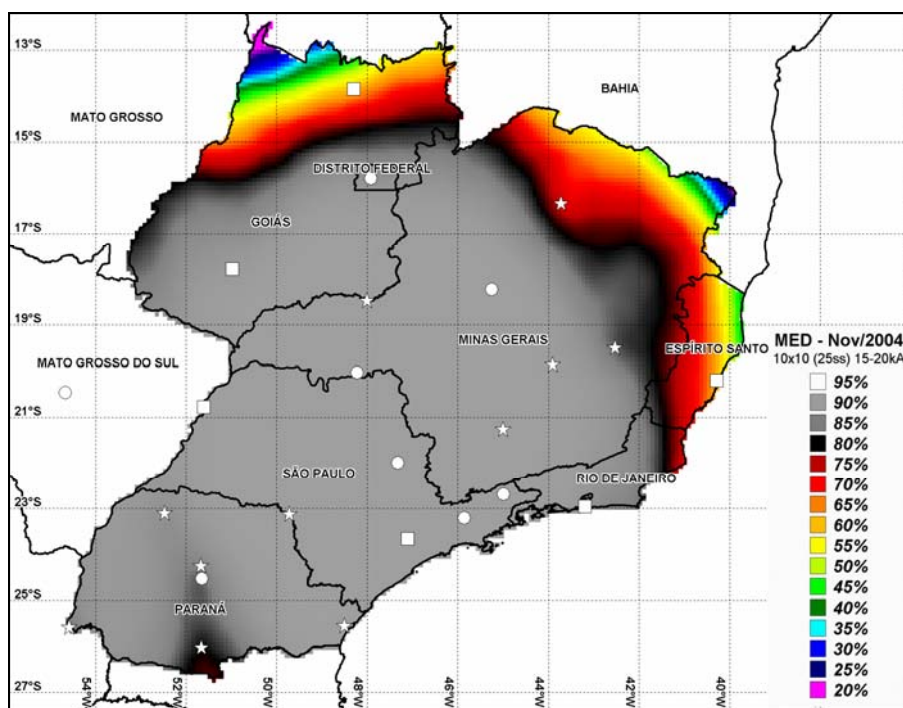 13°S
BAHIA
MATO GROSSO
15°S
DISTRITO FEDERAL
17°S
GOIÁS
19°S
MINAS GERAIS
ESPÍRITO SANTO
MATO GROSSO DO SUL
21°S
SÃO PAULO
RIO DE JANEIRO
23°S
25°S
PARANÁ
27°S
54°W
52°W
50°W
48°W
46°W
44°W
42°W
40°W
MED - Nov/2004
10x10 (25ss) 15-20kA
95%
90%
85%
80%
75%
70%
65%
60%
55%
50%
45%
40%
35%
30%
25%
20%